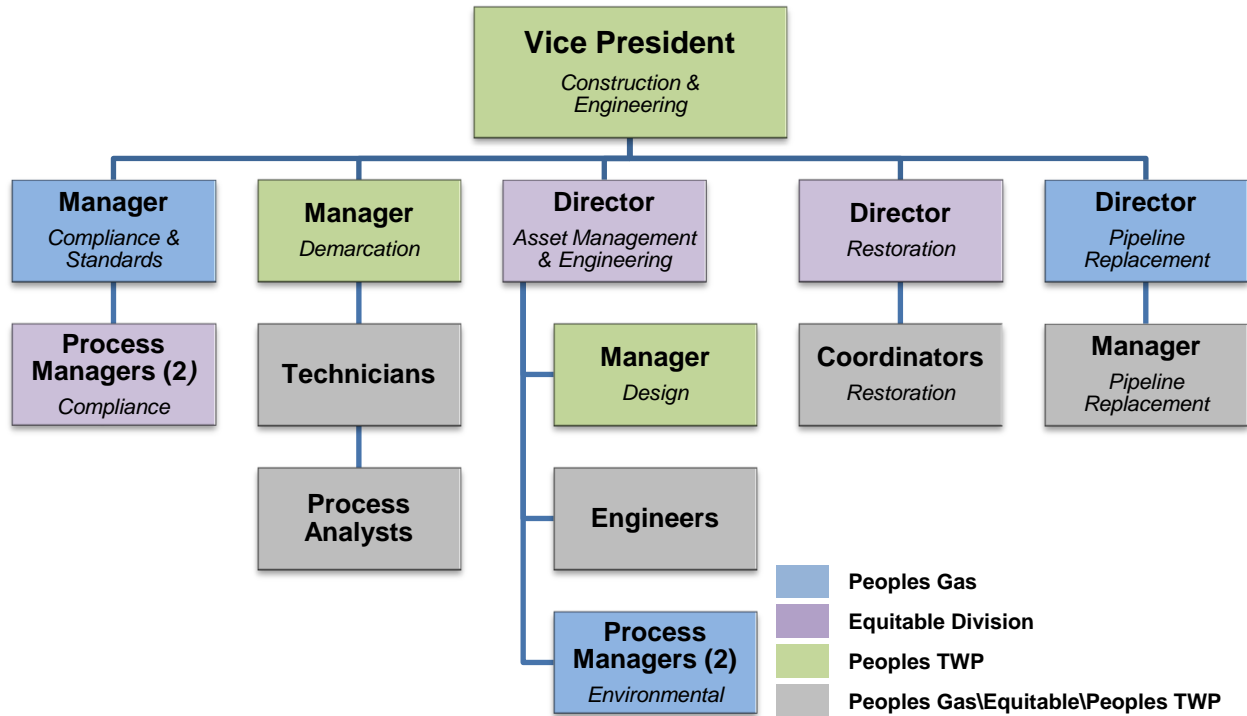 Vice President
Construction &
Engineering
Manager
Compliance &
Standards
Manager
Demarcation
Director
Asset Management
& Engineering
Director
Restoration
Director
Pipeline
Replacement
Process
Managers (2)
Compliance
Technicians
Manager
Design
Coordinators
Restoration
Manager
Pipeline
Replacement
Process
Analysts
Engineers
Process
Managers (2)
Environmental
Peoples Gas
Equitable Division
Peoples TWP
Peoples Gas\Equitable\Peoples TWP